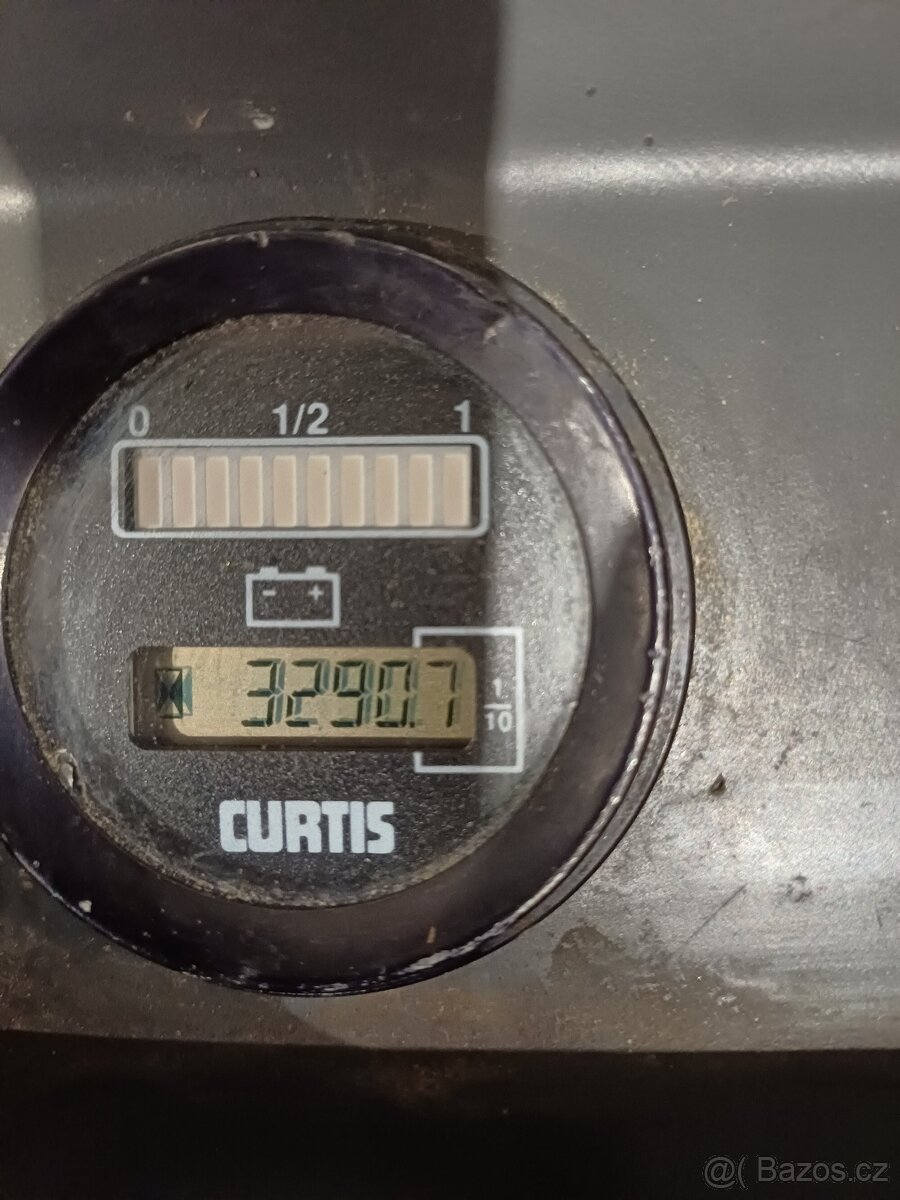 0 1/2 1
- +
3290.7
1/10
CURTIS
@( Bazos.cz